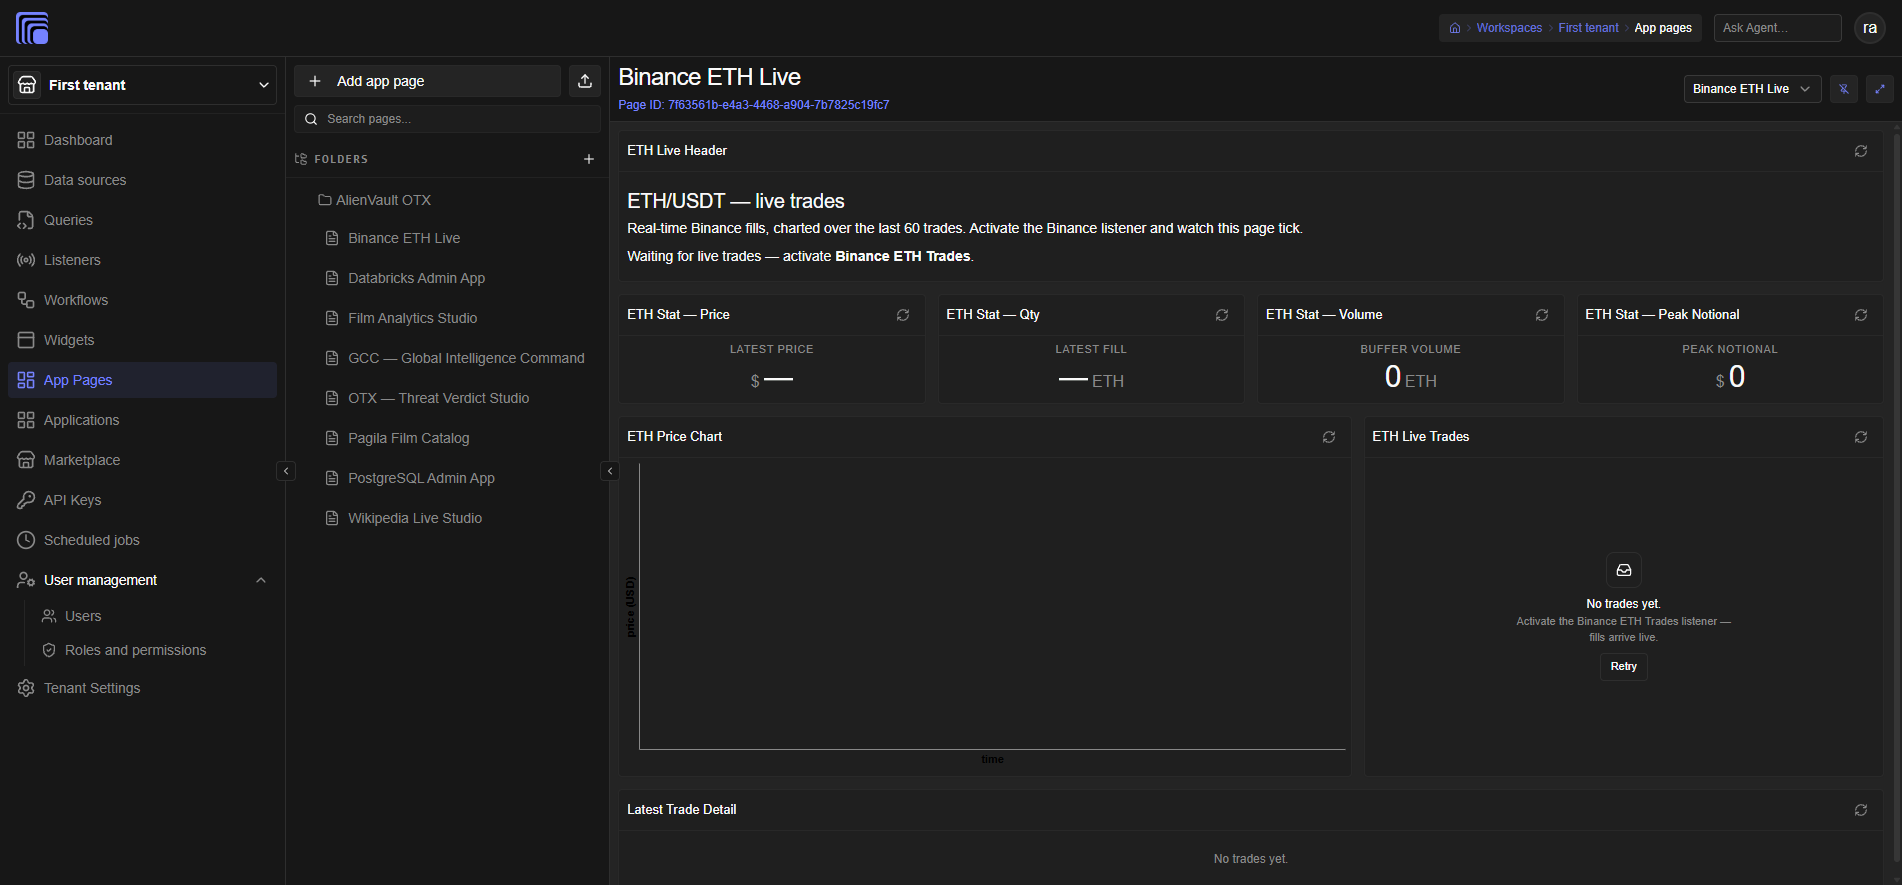 Workspaces
First tenant
App pages
Ask Agent...
ra
First tenant
Dashboard
Data sources
Queries
Listeners
Workflows
Widgets
App Pages
Applications
Marketplace
API Keys
Scheduled jobs
User management
Users
Roles and permissions
Tenant Settings
Add app page
Search pages...
FOLDERS
AlienVault OTX
Binance ETH Live
Databricks Admin App
Film Analytics Studio
GCC — Global Intelligence Command
OTX — Threat Verdict Studio
Pagila Film Catalog
PostgreSQL Admin App
Wikipedia Live Studio
Binance ETH Live
Page ID: 7f63561b-e4a3-4468-a904-7b7825c19fc7
Binance ETH Live
ETH Live Header
ETH/USDT — live trades
Real-time Binance fills, charted over the last 60 trades. Activate the Binance listener and watch this page tick.
Waiting for live trades — activate Binance ETH Trades.
ETH Stat — Price
LATEST PRICE
$ —
ETH Stat — Qty
LATEST FILL
— ETH
ETH Stat — Volume
BUFFER VOLUME
0 ETH
ETH Stat — Peak Notional
PEAK NOTIONAL
$ 0
ETH Price Chart
price (USD)
time
ETH Live Trades
No trades yet.
Activate the Binance ETH Trades listener —
fills arrive live.
Retry
Latest Trade Detail
No trades yet.